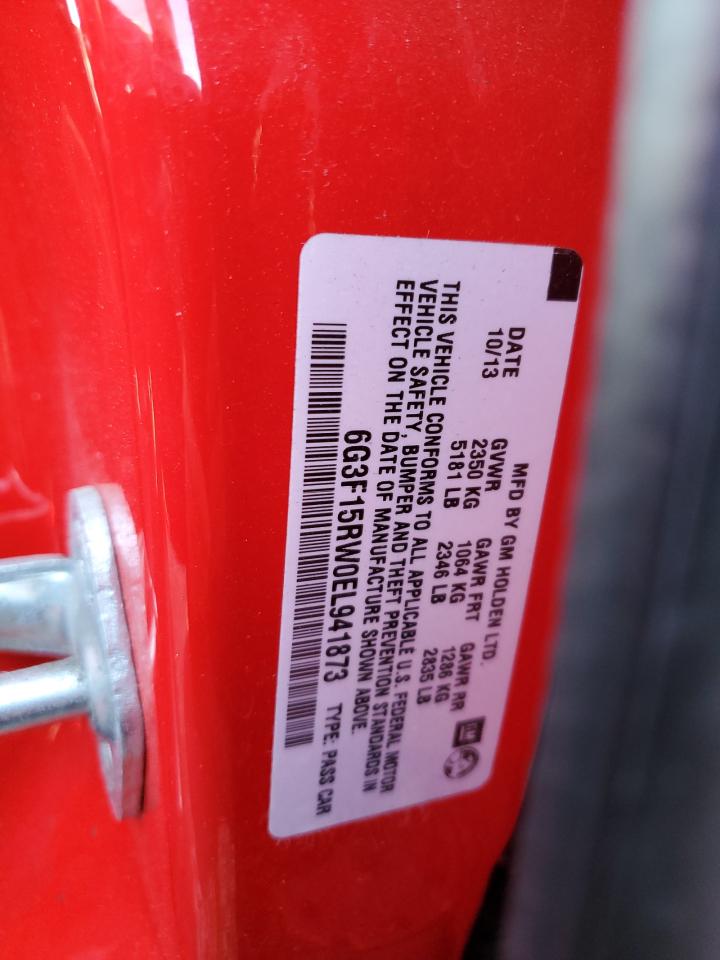 MFD BY GM HOLDEN LTD.
DATE GVWR GAWR FRT GAWR RR
10/13 2350 KG 1064 KG 1286 KG
5181 LB 2346 LB 2835 LB
GM
THIS VEHICLE CONFORMS TO ALL APPLICABLE U.S. FEDERAL MOTOR
VEHICLE SAFETY, BUMPER AND THEFT PREVENTION STANDARDS IN
EFFECT ON THE DATE OF MANUFACTURE SHOWN ABOVE.
6G3F15RW0EL941873 TYPE: PASS CAR